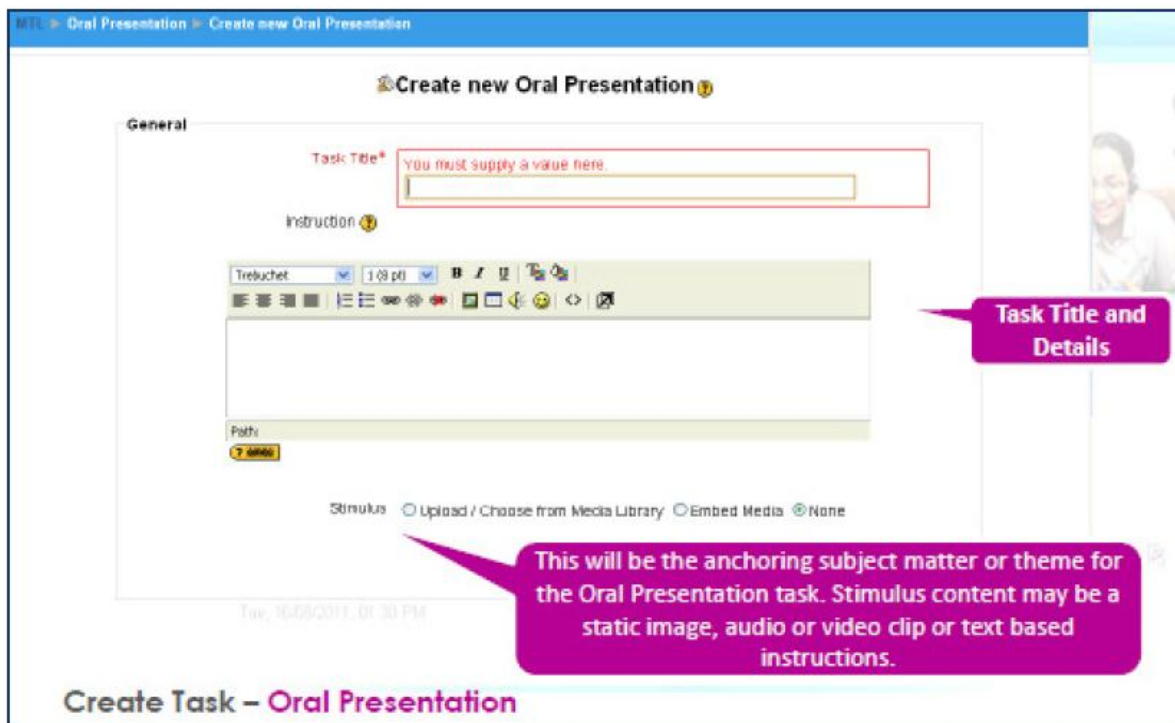 MTL ► Oral Presentation ► Create new Oral Presentation
Create new Oral Presentation
General
Task Title*
You must supply a value here.
Instruction
Trebuchet 1 (8 pt) B I U
Path:
Stimulus Upload / Choose from Media Library Embed Media None
Task Title and
Details
This will be the anchoring subject matter or theme for
the Oral Presentation task. Stimulus content may be a
static image, audio or video clip or text based
instructions.
Create Task – Oral Presentation